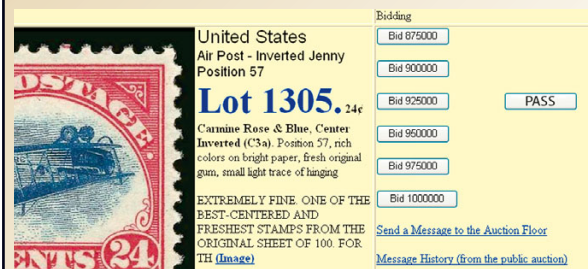 POSTAGE
CENTS 24
United States
Air Post - Inverted Jenny
Position 57
Lot 1305. 24¢
Carmine Rose & Blue, Center
Inverted (C3a). Position 57, rich
colors on bright paper, fresh original
gum, small light trace of hinging
EXTREMELY FINE. ONE OF THE
BEST-CENTERED AND
FRESHEST STAMPS FROM THE
ORIGINAL SHEET OF 100. FOR
TH (Image)
Bidding
Bid 875000
Bid 900000
Bid 925000
PASS
Bid 950000
Bid 975000
Bid 1000000
Send a Message to the Auction Floor
Message History (from the public auction)